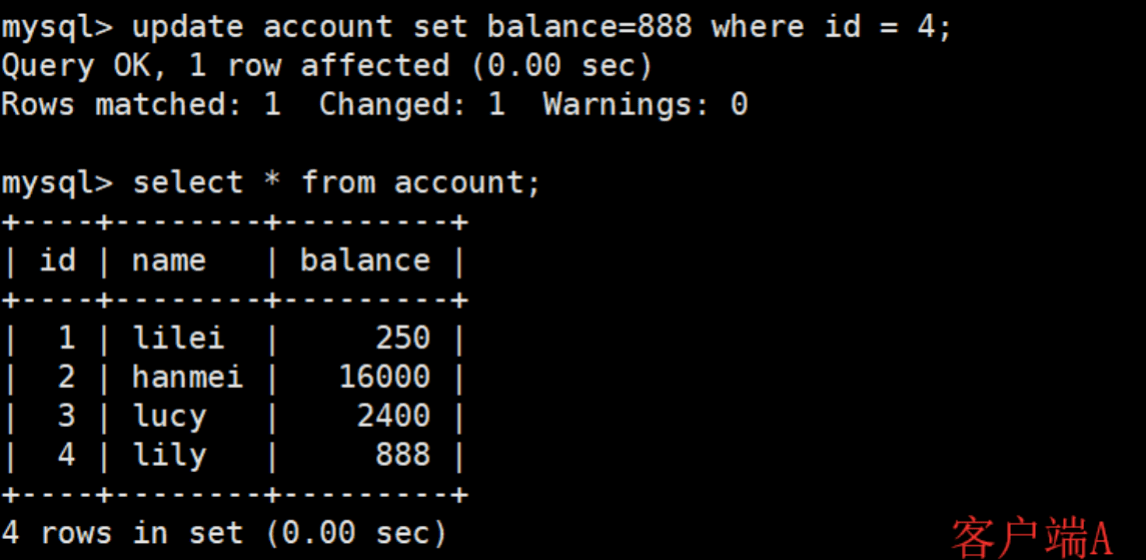 mysql> update account set balance=888 where id = 4;
Query OK, 1 row affected (0.00 sec)
Rows matched: 1  Changed: 1  Warnings: 0
mysql> select * from account;
+----+--------+---------+
| id | name   | balance |
+----+--------+---------+
|  1 | lilei  |     250 |
|  2 | hanmei |   16000 |
|  3 | lucy   |    2400 |
|  4 | lily   |     888 |
+----+--------+---------+
4 rows in set (0.00 sec)
客户端A